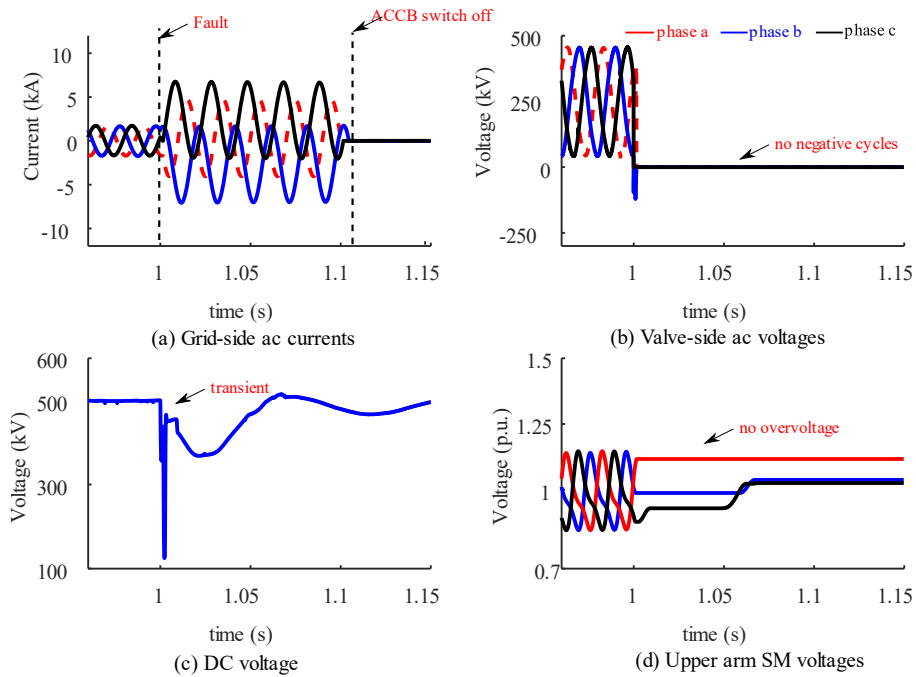 Fault
ACCB switch off
10
5
0
-5
-10
Current (kA)
1
1.05
1.1
1.15
time (s)
(a) Grid-side ac currents
phase a
phase b
phase c
500
250
0
-250
Voltage (kV)
no negative cycles
1
1.05
1.1
1.15
time (s)
(b) Valve-side ac voltages
600
500
300
100
Voltage (kV)
transient
1
1.05
1.1
1.15
time (s)
(c) DC voltage
1.5
1.25
1
0.7
Voltage (p.u.)
no overvoltage
1
1.05
1.1
1.15
time (s)
(d) Upper arm SM voltages